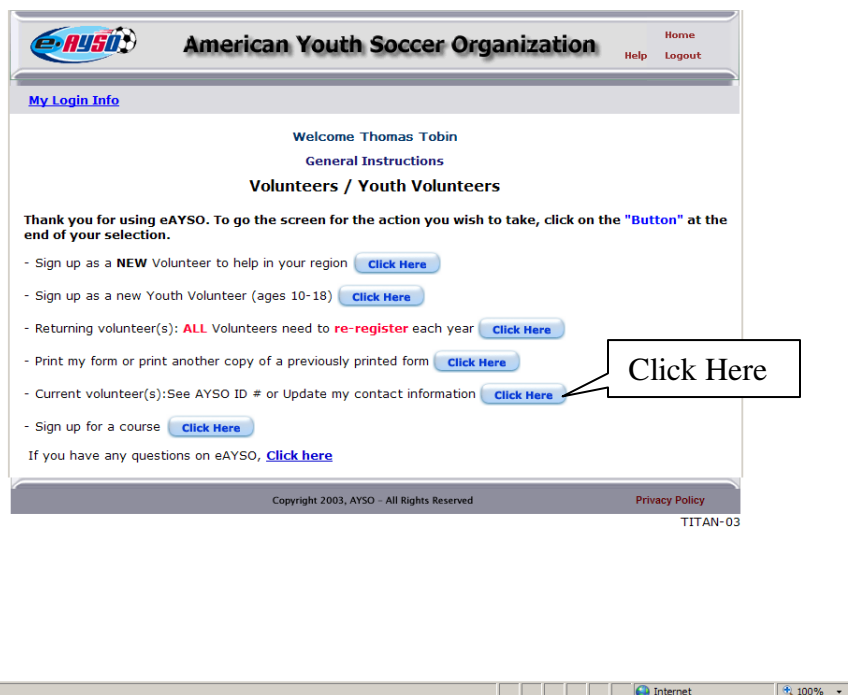 e-AYSO
American Youth Soccer Organization
Home
Help Logout
My Login Info
Welcome Thomas Tobin
General Instructions
Volunteers / Youth Volunteers
Thank you for using eAYSO. To go the screen for the action you wish to take, click on the "Button" at the
end of your selection.
- Sign up as a NEW Volunteer to help in your region Click Here
- Sign up as a new Youth Volunteer (ages 10-18) Click Here
- Returning volunteer(s): ALL Volunteers need to re-register each year Click Here
- Print my form or print another copy of a previously printed form Click Here
Click Here
- Current volunteer(s):See AYSO ID # or Update my contact information Click Here
- Sign up for a course Click Here
If you have any questions on eAYSO, Click here
Copyright 2003, AYSO – All Rights Reserved Privacy Policy
TITAN-03
Internet 100%